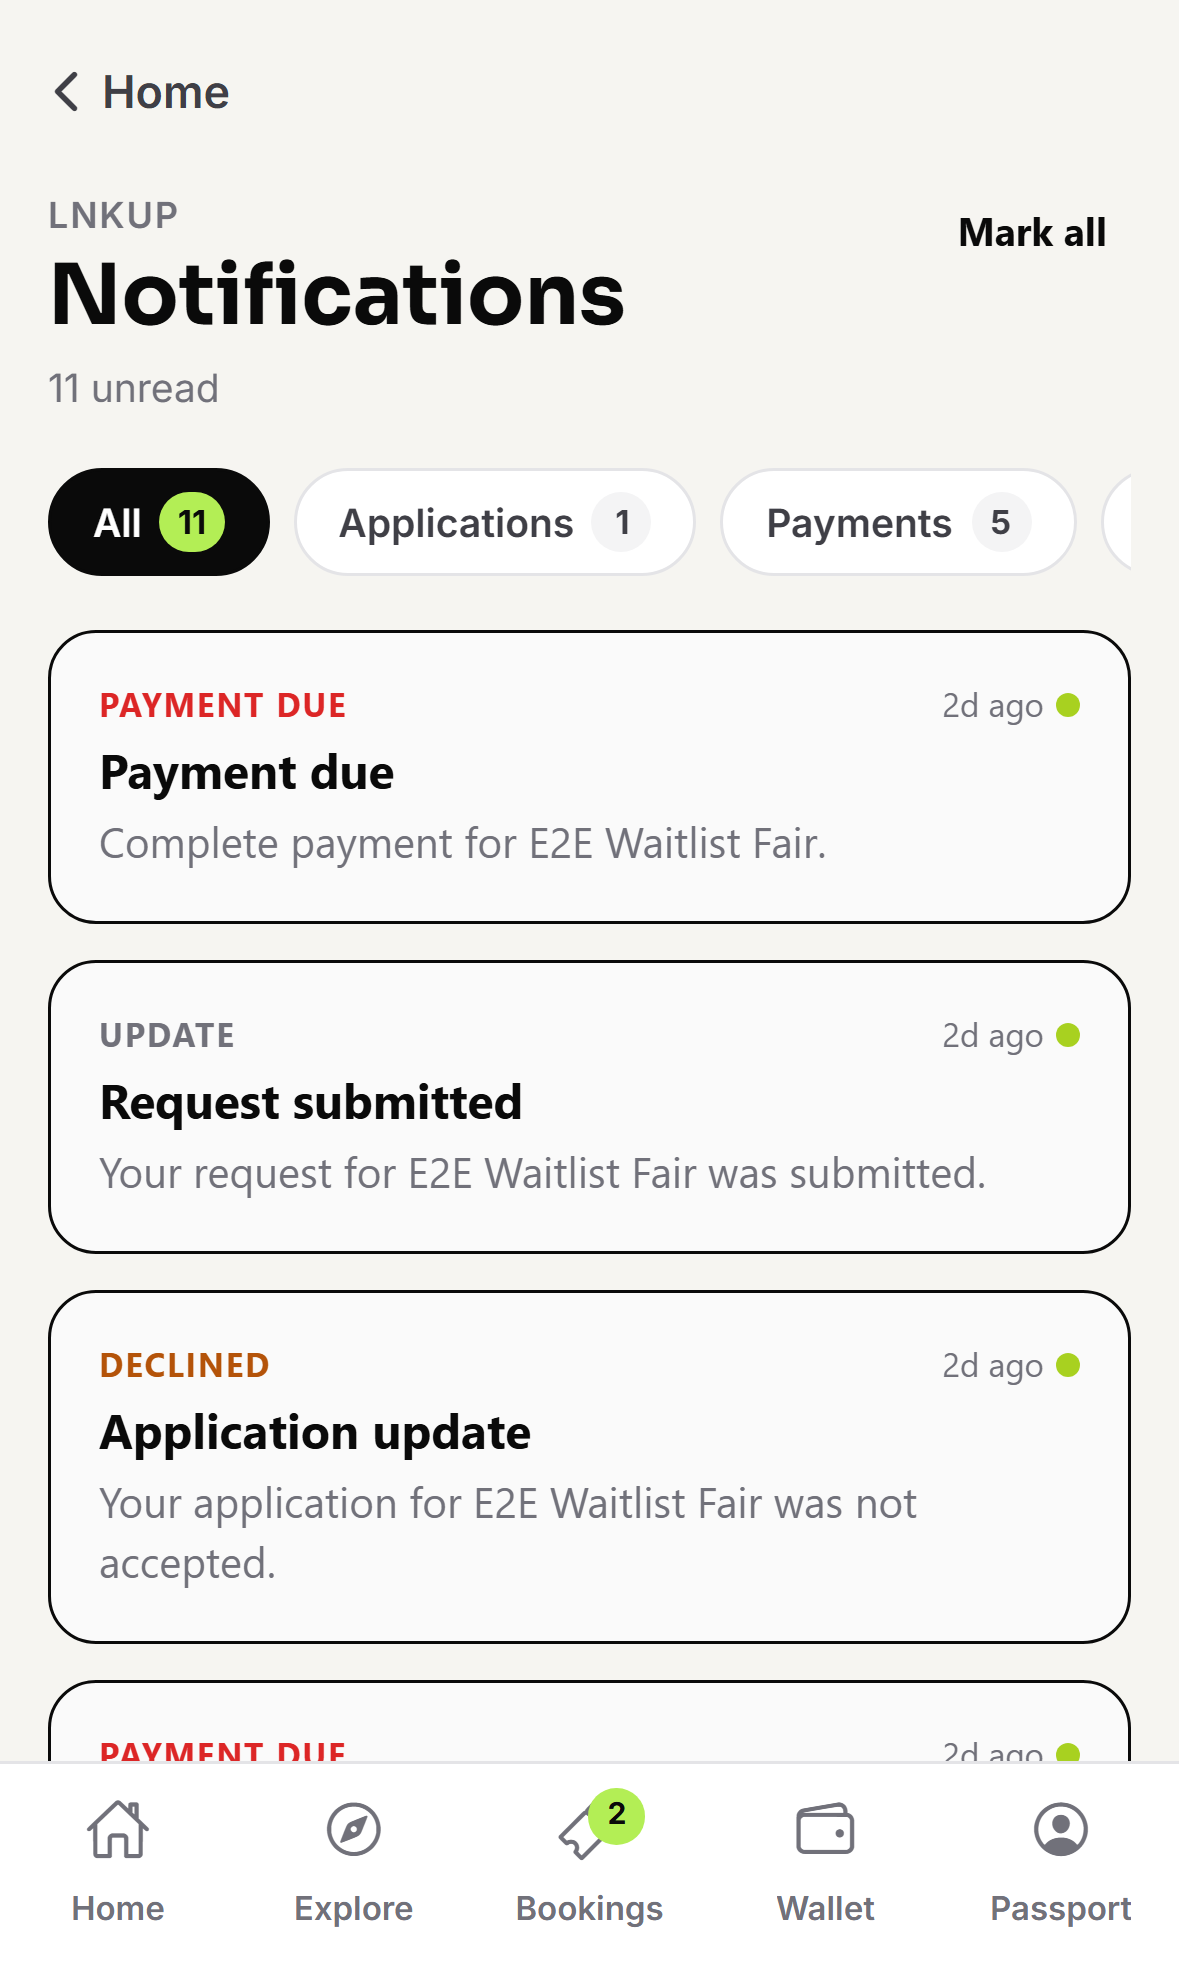 Home
LNKUP
Mark all
Notifications
11 unread
All 11
Applications 1
Payments 5
PAYMENT DUE
2d ago
Payment due
Complete payment for E2E Waitlist Fair.
UPDATE
2d ago
Request submitted
Your request for E2E Waitlist Fair was submitted.
DECLINED
2d ago
Application update
Your application for E2E Waitlist Fair was not
accepted.
PAYMENT DUE
2d ago
2
Home
Explore
Bookings
Wallet
Passport